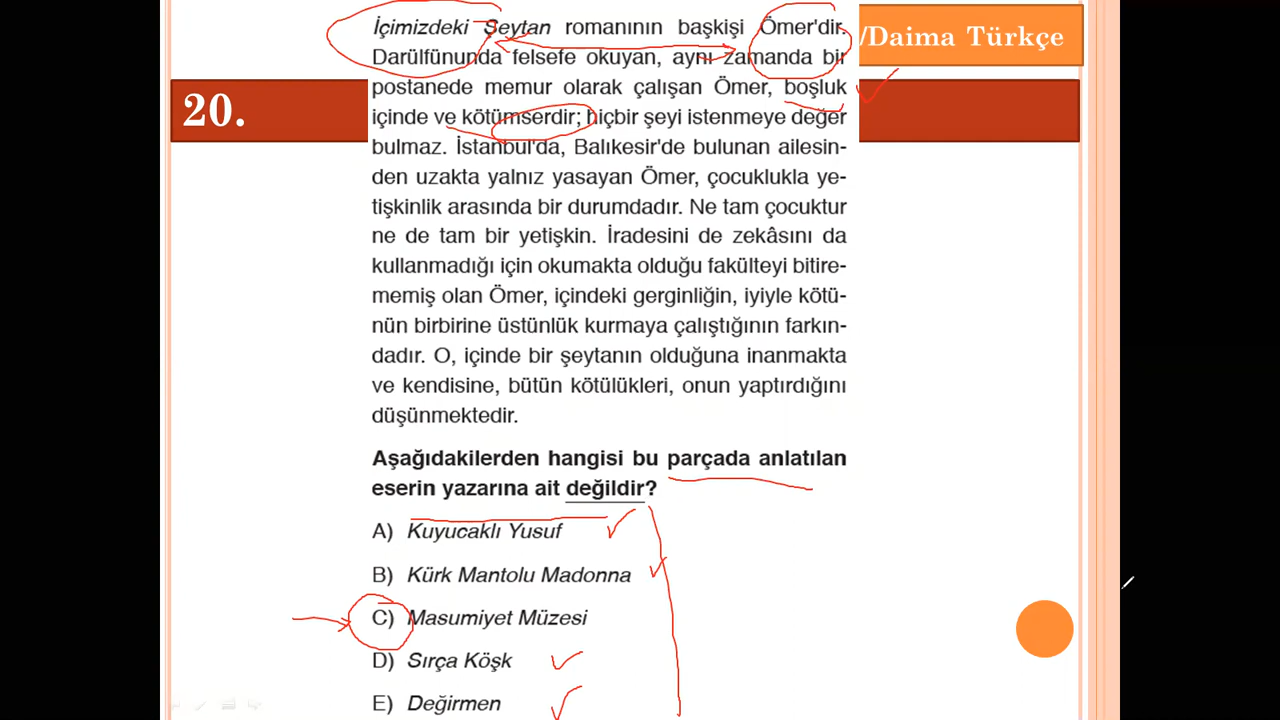 /Daima Türkçe
20.
İçimizdeki Şeytan romanının başkişi Ömer'dir.
Darülfünunda felsefe okuyan, aynı zamanda bir
postanede memur olarak çalışan Ömer, boşluk
içinde ve kötümserdir; hiçbir şeyi istenmeye değer
bulmaz. İstanbul'da, Balıkesir'de bulunan ailesin-
den uzakta yalnız yasayan Ömer, çocuklukla ye-
tişkinlik arasında bir durumdadır. Ne tam çocuktur
ne de tam bir yetişkin. İradesini de zekâsını da
kullanmadığı için okumakta olduğu fakülteyi bitire-
memiş olan Ömer, içindeki gerginliğin, iyiyle kötü-
nün birbirine üstünlük kurmaya çalıştığının farkın-
dadır. O, içinde bir şeytanın olduğuna inanmakta
ve kendisine, bütün kötülükleri, onun yaptırdığını
düşünmektedir.
Aşağıdakilerden hangisi bu parçada anlatılan
eserin yazarına ait değildir?
A) Kuyucaklı Yusuf
B) Kürk Mantolu Madonna
C) Masumiyet Müzesi
D) Sırça Köşk
E) Değirmen